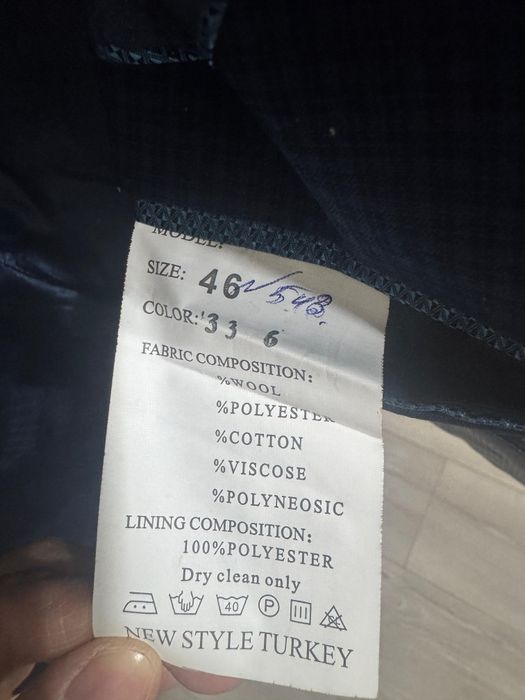 MODEL:
SIZE: 46 543.
COLOR: 33 6
FABRIC COMPOSITION:
%WOOL
%POLYESTER
%COTTON
%VISCOSE
%POLYNEOSIC
LINING COMPOSITION:
100%POLYESTER
Dry clean only
40 P
NEW STYLE TURKEY